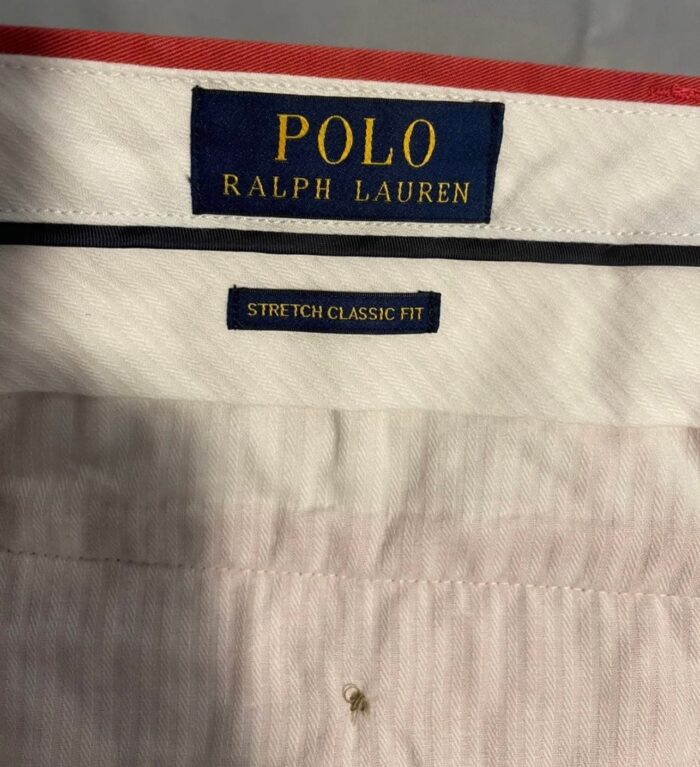 POLO
RALPH LAUREN
STRETCH CLASSIC FIT